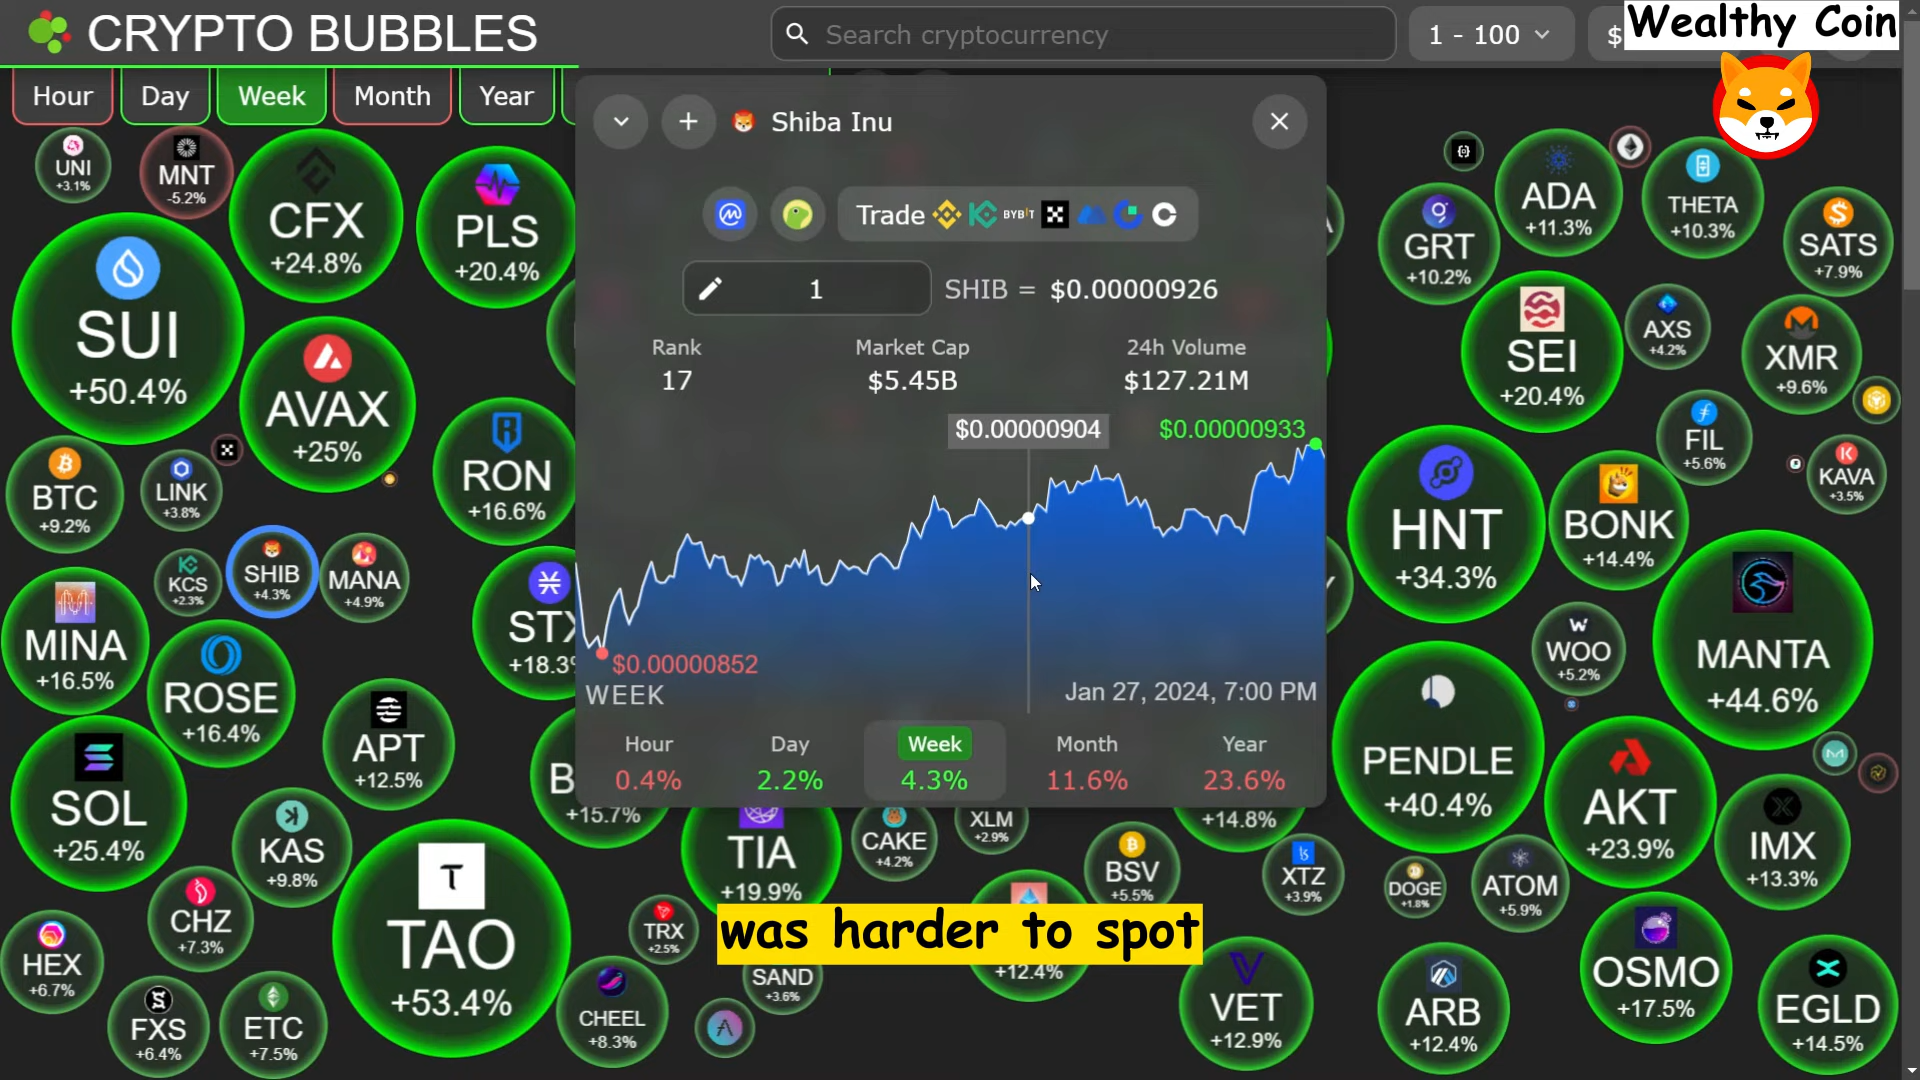 CRYPTO BUBBLES
Search cryptocurrency
1 - 100
$
Wealthy Coin
Hour
Day
Week
Month
Year
Shiba Inu
Trade
BYBIT
1
SHIB = $0.00000926
Rank
17
Market Cap
$5.45B
24h Volume
$127.21M
$0.00000904
$0.00000933
$0.00000852
WEEK
Jan 27, 2024, 7:00 PM
Hour
0.4%
Day
2.2%
Week
4.3%
Month
11.6%
Year
23.6%
UNI
+3.1%
MNT
-5.2%
CFX
+24.8%
PLS
+20.4%
SUI
+50.4%
AVAX
+25%
RON
+16.6%
BTC
+9.2%
LINK
+3.8%
KCS
+2.3%
SHIB
+4.3%
MANA
+4.9%
STX
+18.3%
MINA
+16.5%
ROSE
+16.4%
APT
+12.5%
B
+15.7%
SOL
+25.4%
KAS
+9.8%
CHZ
+7.3%
TAO
+53.4%
HEX
+6.7%
FXS
+6.4%
ETC
+7.5%
CHEEL
+8.3%
TRX
+2.5%
TIA
+19.9%
CAKE
+4.2%
XLM
+2.9%
SAND
+3.6%
was harder to spot
+12.4%
BSV
+5.5%
+14.8%
XTZ
+3.9%
VET
+12.9%
DOGE
+1.8%
ATOM
+5.9%
ARB
+12.4%
GRT
+10.2%
ADA
+11.3%
THETA
+10.3%
SATS
+7.9%
SEI
+20.4%
AXS
+4.2%
XMR
+9.6%
FIL
+5.6%
KAVA
+3.5%
HNT
+34.3%
BONK
+14.4%
WOO
+5.2%
MANTA
+44.6%
PENDLE
+40.4%
AKT
+23.9%
IMX
+13.3%
OSMO
+17.5%
EGLD
+14.5%